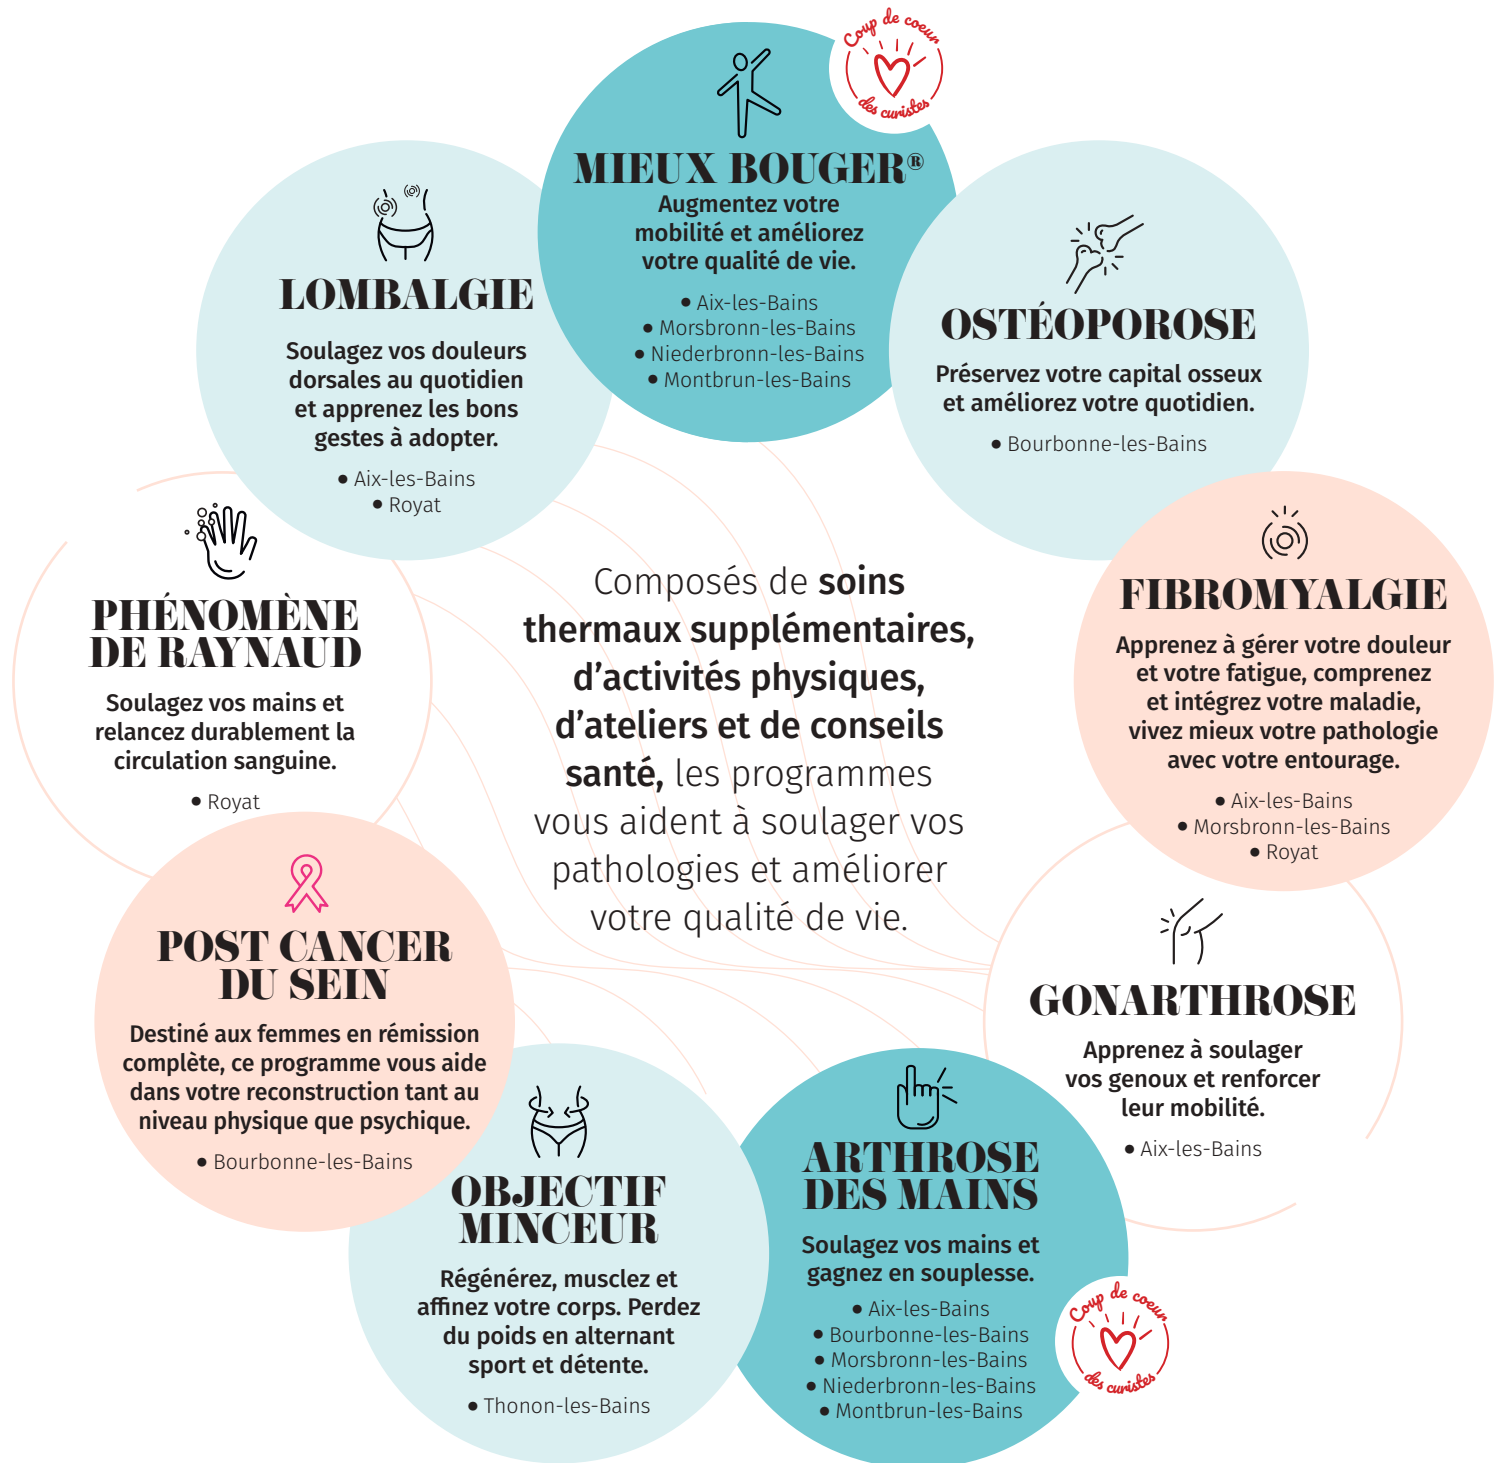 Coup de coeur
des curistes
MIEUX BOUGER®
Augmentez votre
mobilité et améliorez
votre qualité de vie.
• Aix-les-Bains
• Morsbronn-les-Bains
• Niederbronn-les-Bains
• Montbrun-les-Bains
LOMBALGIE
Soulagez vos douleurs
dorsales au quotidien
et apprenez les bons
gestes à adopter.
• Aix-les-Bains
• Royat
OSTÉOPOROSE
Préservez votre capital osseux
et améliorez votre quotidien.
• Bourbonne-les-Bains
PHÉNOMÈNE
DE RAYNAUD
Soulagez vos mains et
relancez durablement la
circulation sanguine.
• Royat
Composés de soins
thermaux supplémentaires,
d’activités physiques,
d’ateliers et de conseils
santé, les programmes
vous aident à soulager vos
pathologies et améliorer
votre qualité de vie.
FIBROMYALGIE
Apprenez à gérer votre douleur
et votre fatigue, comprenez
et intégrez votre maladie,
vivez mieux votre pathologie
avec votre entourage.
• Aix-les-Bains
• Morsbronn-les-Bains
• Royat
POST CANCER
DU SEIN
Destiné aux femmes en rémission
complète, ce programme vous aide
dans votre reconstruction tant au
niveau physique que psychique.
• Bourbonne-les-Bains
GONARTHROSE
Apprenez à soulager
vos genoux et renforcer
leur mobilité.
• Aix-les-Bains
OBJECTIF
MINCEUR
Régénérez, musclez et
affinez votre corps. Perdez
du poids en alternant
sport et détente.
• Thonon-les-Bains
ARTHROSE
DES MAINS
Soulagez vos mains et
gagnez en souplesse.
• Aix-les-Bains
• Bourbonne-les-Bains
• Morsbronn-les-Bains
• Niederbronn-les-Bains
• Montbrun-les-Bains
Coup de coeur
des curistes